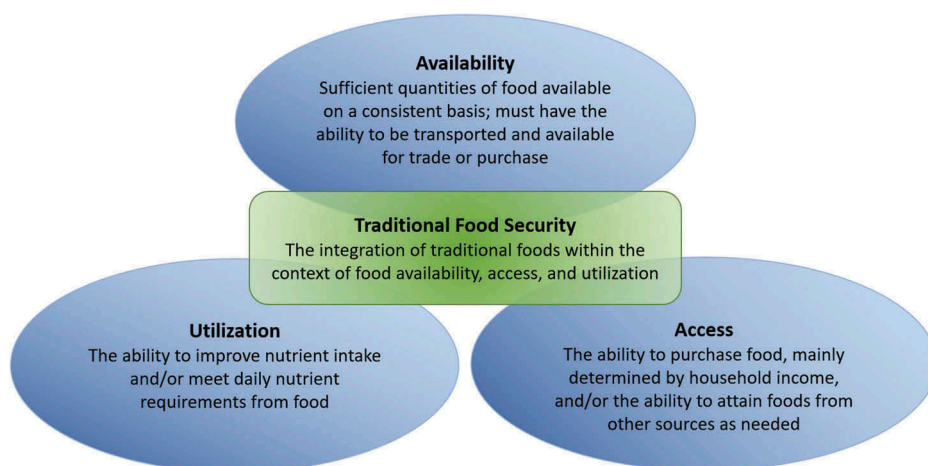 Availability
Sufficient quantities of food available
on a consistent basis; must have the
ability to be transported and available
for trade or purchase
Traditional Food Security
The integration of traditional foods within the
context of food availability, access, and utilization
Utilization
The ability to improve nutrient intake
and/or meet daily nutrient
requirements from food
Access
The ability to purchase food, mainly
determined by household income,
and/or the ability to attain foods from
other sources as needed